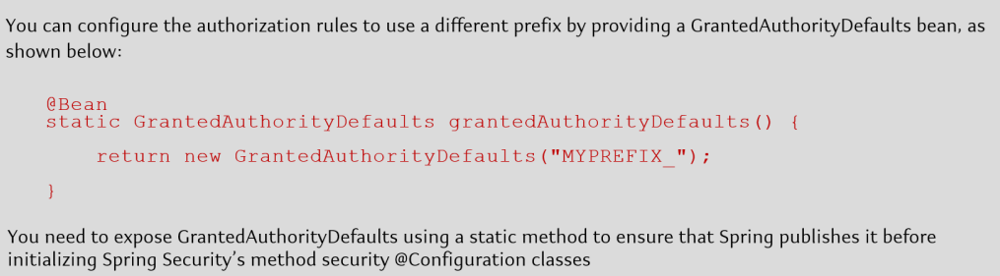 You can configure the authorization rules to use a different prefix by providing a GrantedAuthorityDefaults bean, as
shown below:
@Bean
static GrantedAuthorityDefaults grantedAuthorityDefaults() {
return new GrantedAuthorityDefaults("MYPREFIX_");
}
You need to expose GrantedAuthorityDefaults using a static method to ensure that Spring publishes it before
initializing Spring Security's method security @Configuration classes